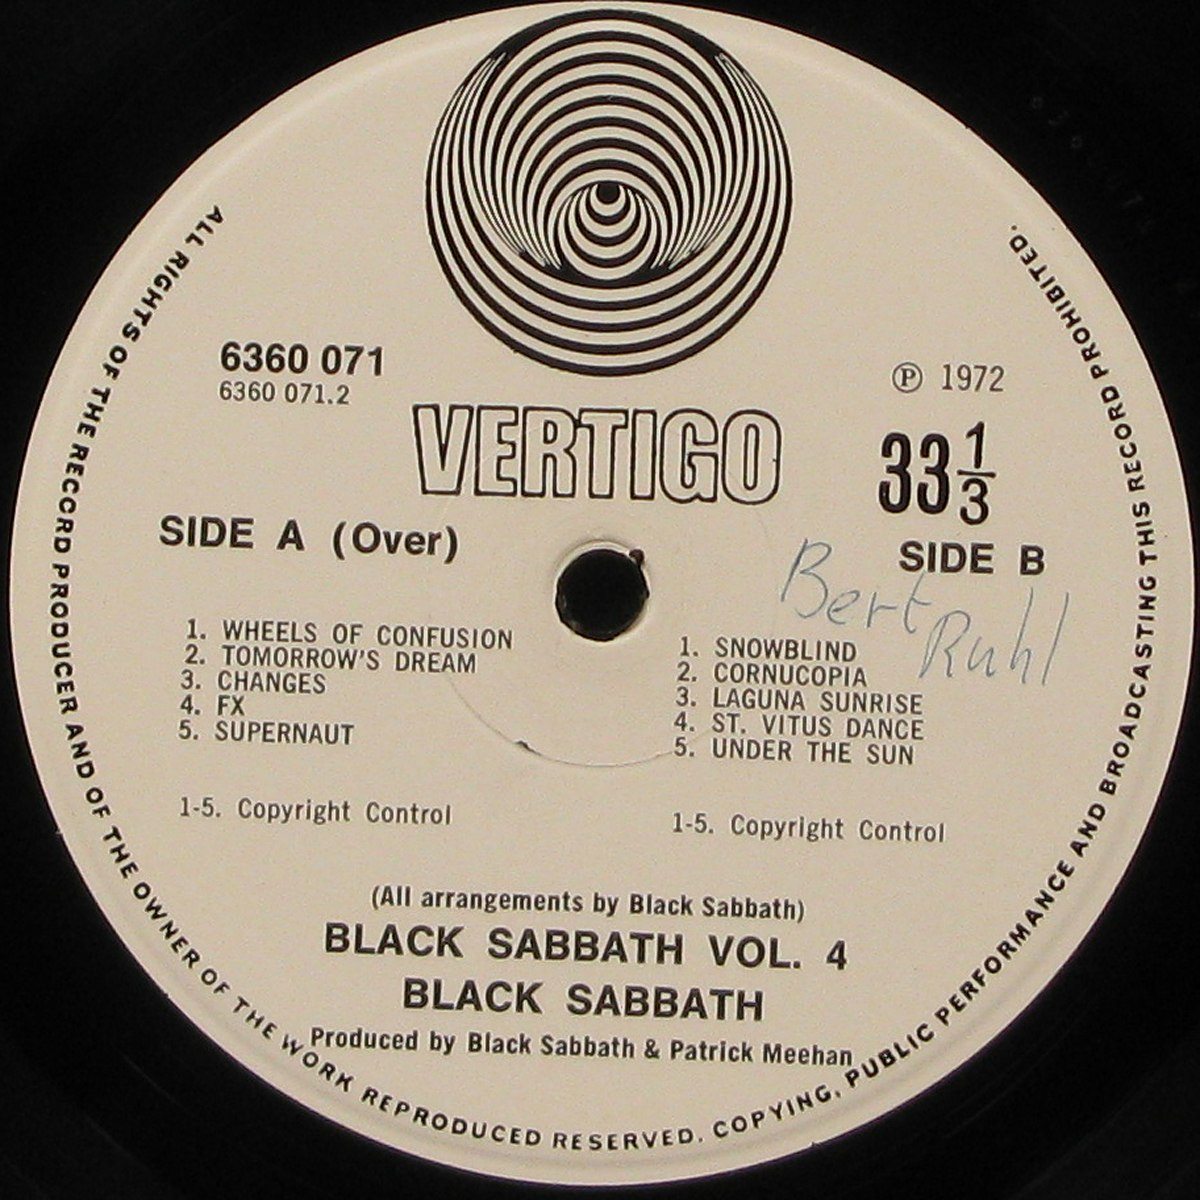 ALL RIGHTS OF THE RECORD PRODUCER AND OF THE OWNER OF THE WORK REPRODUCED RESERVED. COPYING, PUBLIC PERFORMANCE AND BROADCASTING THIS RECORD PROHIBITED.
6360 071
6360 071.2
VERTIGO
℗ 1972
33 1/3
SIDE A (Over)
1. WHEELS OF CONFUSION
2. TOMORROW'S DREAM
3. CHANGES
4. FX
5. SUPERNAUT
1-5. Copyright Control
SIDE B
Bert
Ruhl
1. SNOWBLIND
2. CORNUCOPIA
3. LAGUNA SUNRISE
4. ST. VITUS DANCE
5. UNDER THE SUN
1-5. Copyright Control
(All arrangements by Black Sabbath)
BLACK SABBATH VOL. 4
BLACK SABBATH
Produced by Black Sabbath & Patrick Meehan